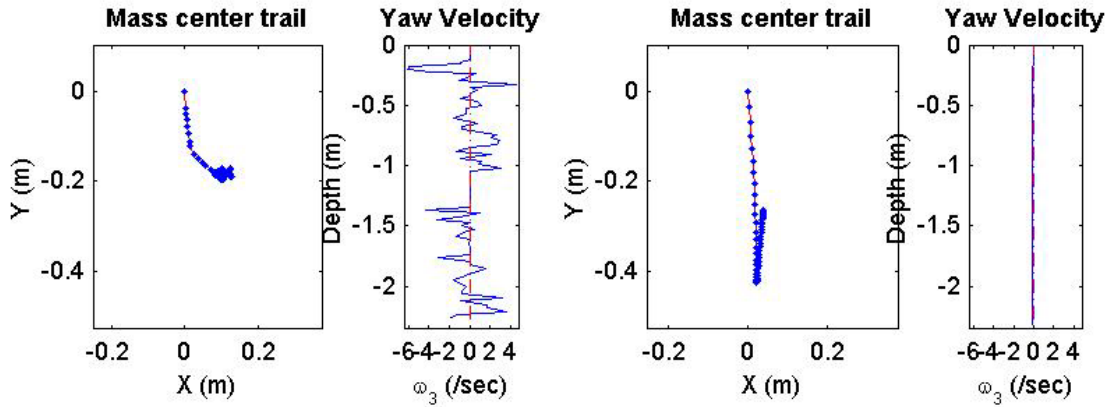 Mass center trail
Yaw Velocity
Mass center trail
Yaw Velocity
Y (m)
0
-0.2
-0.4
-0.2
0
0.2
X (m)
Depth (m)
0
-0.5
-1
-1.5
-2
-6-4-2 0 2 4
ω3 (/sec)
Y (m)
0
-0.2
-0.4
-0.2
0
0.2
X (m)
Depth (m)
0
-0.5
-1
-1.5
-2
-6-4-2 0 2 4
ω3 (/sec)